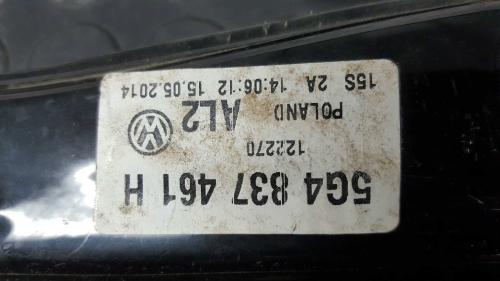 5G4 837 461 H
122270
AL2 POLAND
15S 2A 14:06:12 15.05.2014